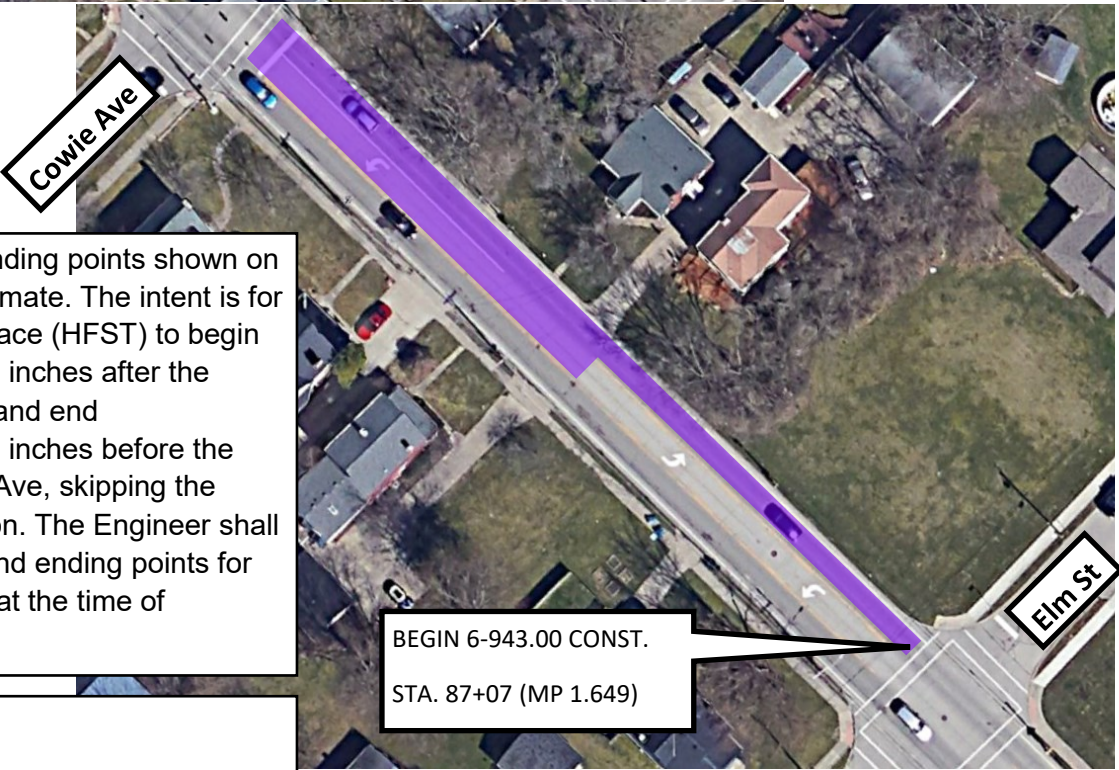 Cowie Ave
nding points shown on
mate. The intent is for
ace (HFST) to begin
inches after the
and end
inches before the
Ave, skipping the
on. The Engineer shall
nd ending points for
at the time of
BEGIN 6-943.00 CONST.
STA. 87+07 (MP 1.649)
Elm St